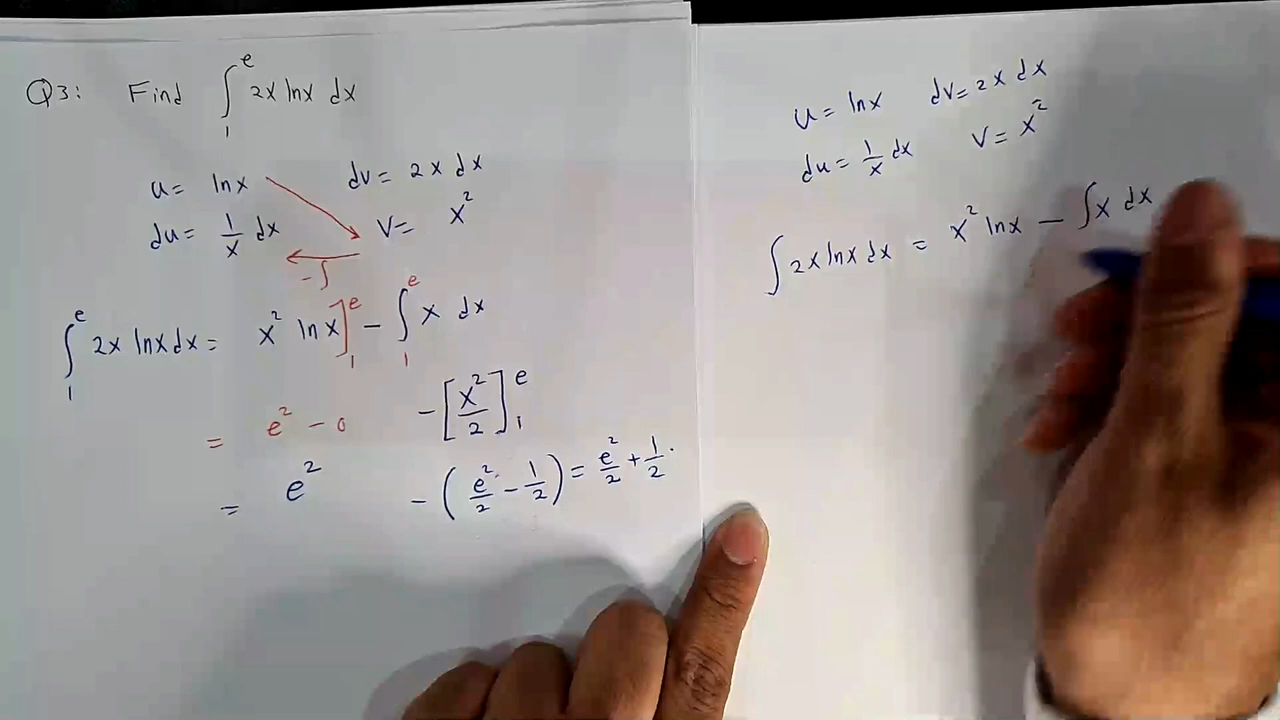 Q3: Find ∫₁ᵉ 2x lnx dx
u = lnx dv = 2x dx
du = 1/x dx v = x²
-∫
∫₁ᵉ 2x lnx dx = x² lnx]₁ᵉ - ∫₁ᵉ x dx
= e² - 0 - [x²/2]₁ᵉ
= e² - (e²/2 - 1/2) = e²/2 + 1/2.
u = lnx dv = 2x dx
du = 1/x dx v = x²
∫ 2x lnx dx = x² lnx - ∫x dx